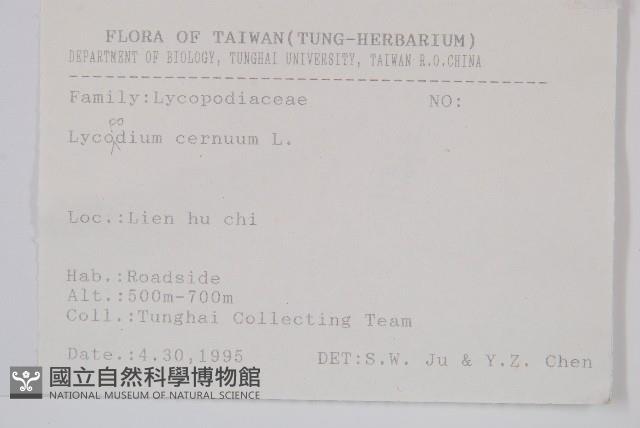 FLORA OF TAIWAN(TUNG-HERBARIUM)
DEPARTMENT OF BIOLOGY, TUNGHAI UNIVERSITY, TAIWAN R.O.CHINA
Family:Lycopodiaceae NO:
po
Lycodium cernuum L.
Loc.:Lien hu chi
Hab.:Roadside
Alt.:500m-700m
Coll.:Tunghai Collecting Team
Date.:4.30,1995 DET:S.W. Ju & Y.Z. Chen
國立自然科學博物館
NATIONAL MUSEUM OF NATURAL SCIENCE